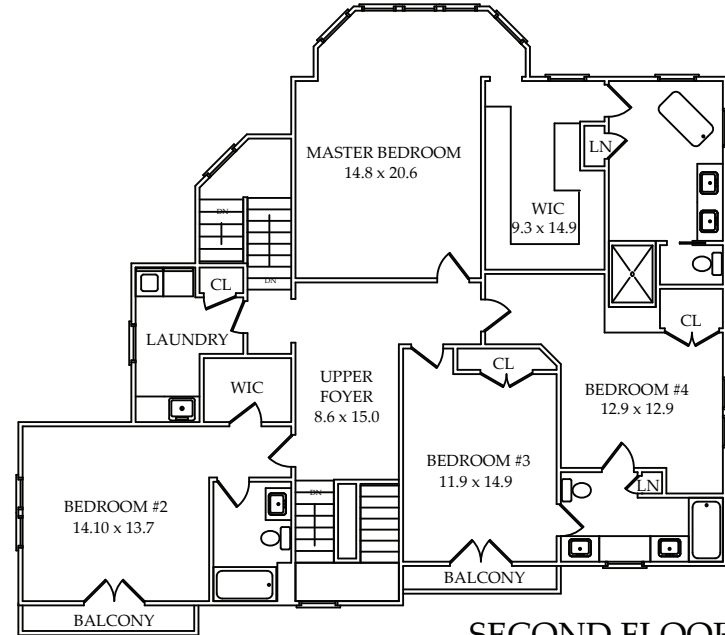 MASTER BEDROOM
14.8 x 20.6
LN
WIC
9.3 x 14.9
DN
DN
CL
LAUNDRY
WIC
UPPER
FOYER
8.6 x 15.0
CL
CL
BEDROOM #4
12.9 x 12.9
BEDROOM #3
11.9 x 14.9
LN
BEDROOM #2
14.10 x 13.7
DN
BALCONY
BALCONY
SECOND FLOOR